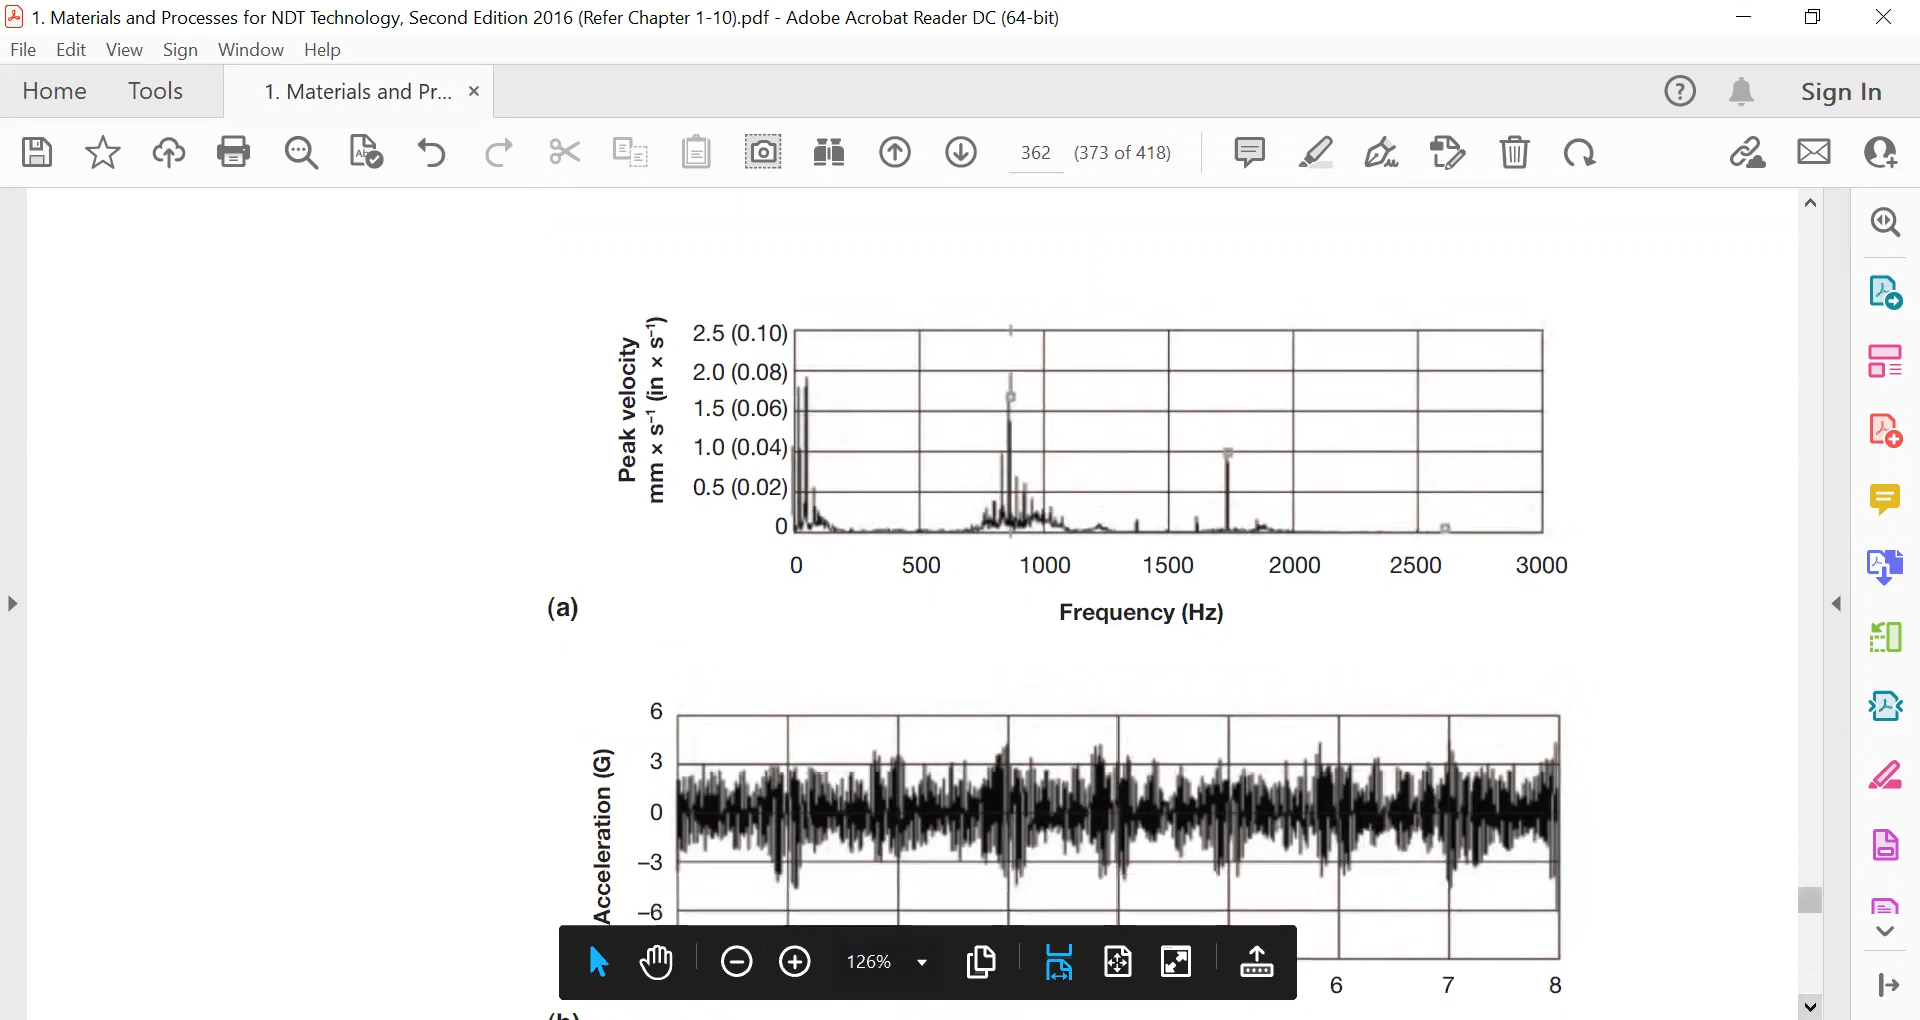 1. Materials and Processes for NDT Technology, Second Edition 2016 (Refer Chapter 1-10).pdf - Adobe Acrobat Reader DC (64-bit)
File Edit View Sign Window Help
Home Tools 1. Materials and Pr... × ? Sign In
362 (373 of 418)
Peak velocity
mm × s⁻¹ (in × s⁻¹)
2.5 (0.10)
2.0 (0.08)
1.5 (0.06)
1.0 (0.04)
0.5 (0.02)
0
0 500 1000 1500 2000 2500 3000
(a) Frequency (Hz)
Acceleration (G)
6
3
0
−3
−6
126%
6 7 8